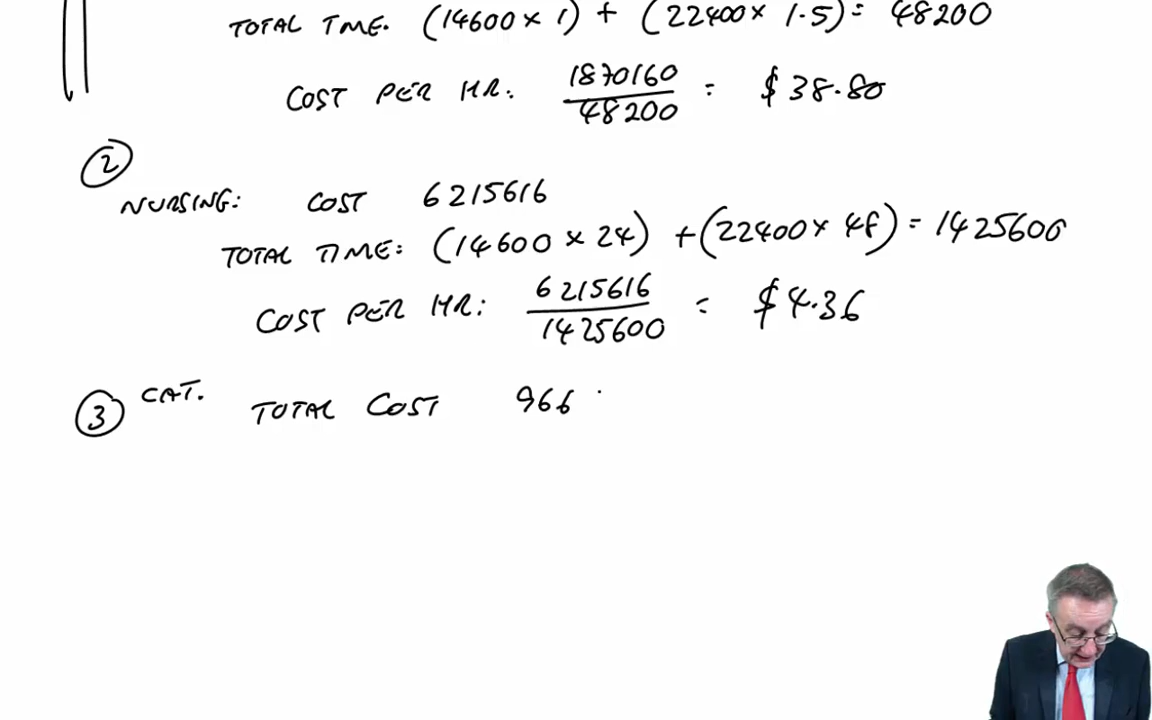 TOTAL TME. (14600 × 1) + (22400 × 1.5) = 48200
COST PER HR: 1870160 / 48200 = $38.80
②
NURSING: COST 6215616
TOTAL TIME: (14600 × 24) + (22400 × 48) = 1425600
COST PER HR: 6215616 / 1425600 = $4.36
③ CAT. TOTAL COST 966